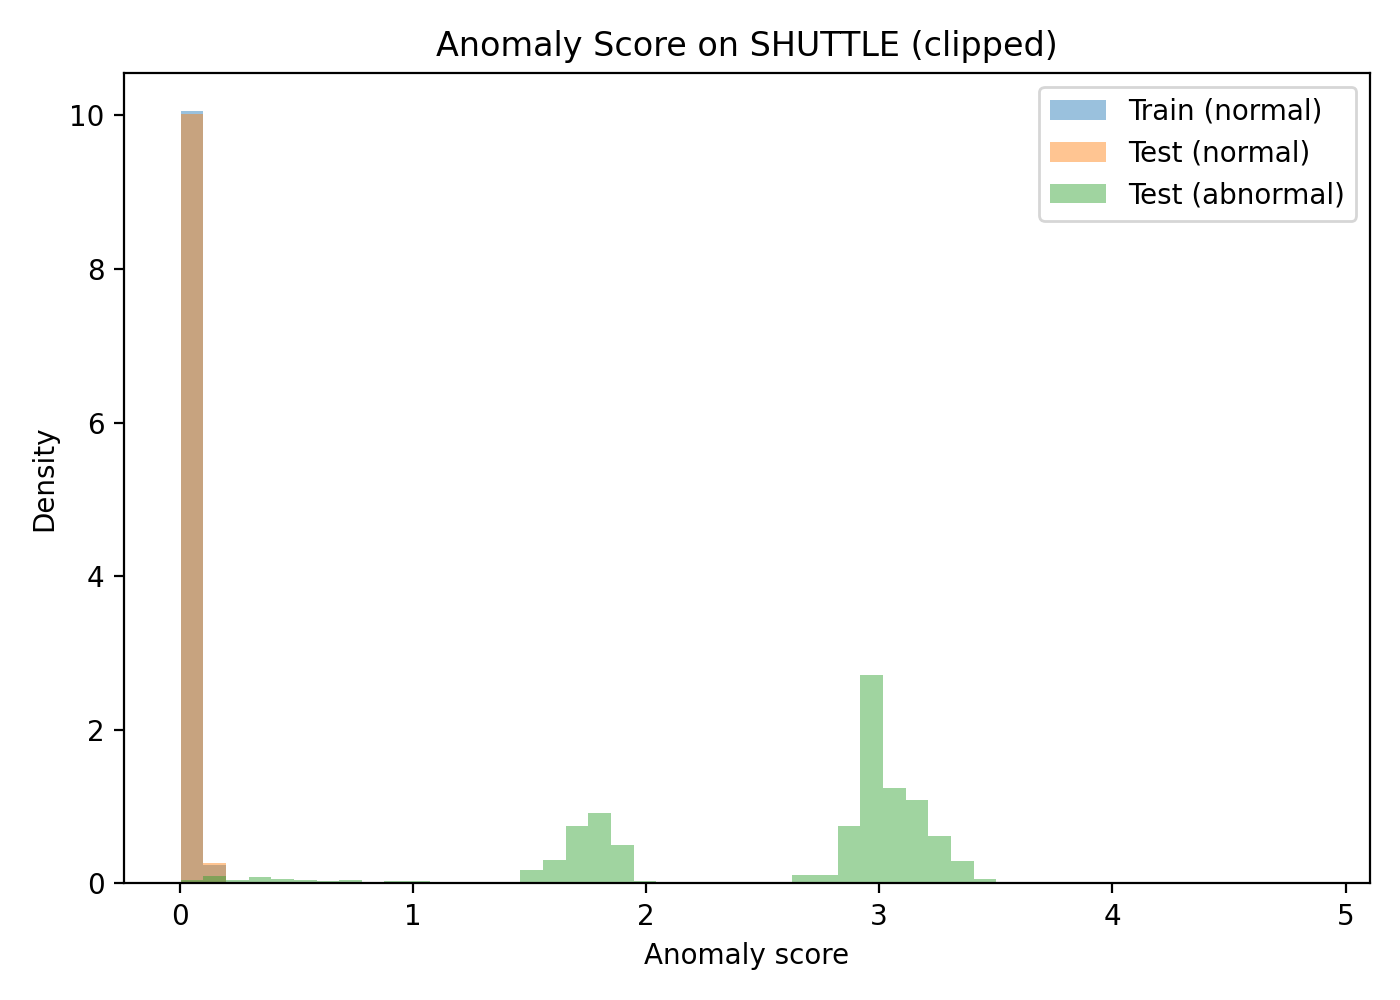 Anomaly Score on SHUTTLE (clipped)
Train (normal)
Test (normal)
Test (abnormal)
10
8
6
4
2
0
Density
0 1 2 3 4 5
Anomaly score